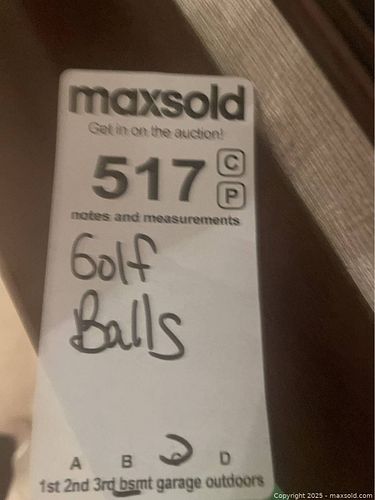 maxsold
Get in on the auction!
517 C
P
notes and measurements
Golf
Balls
A B C D
1st 2nd 3rd bsmt garage outdoors
Copyright 2025 - maxsold.com